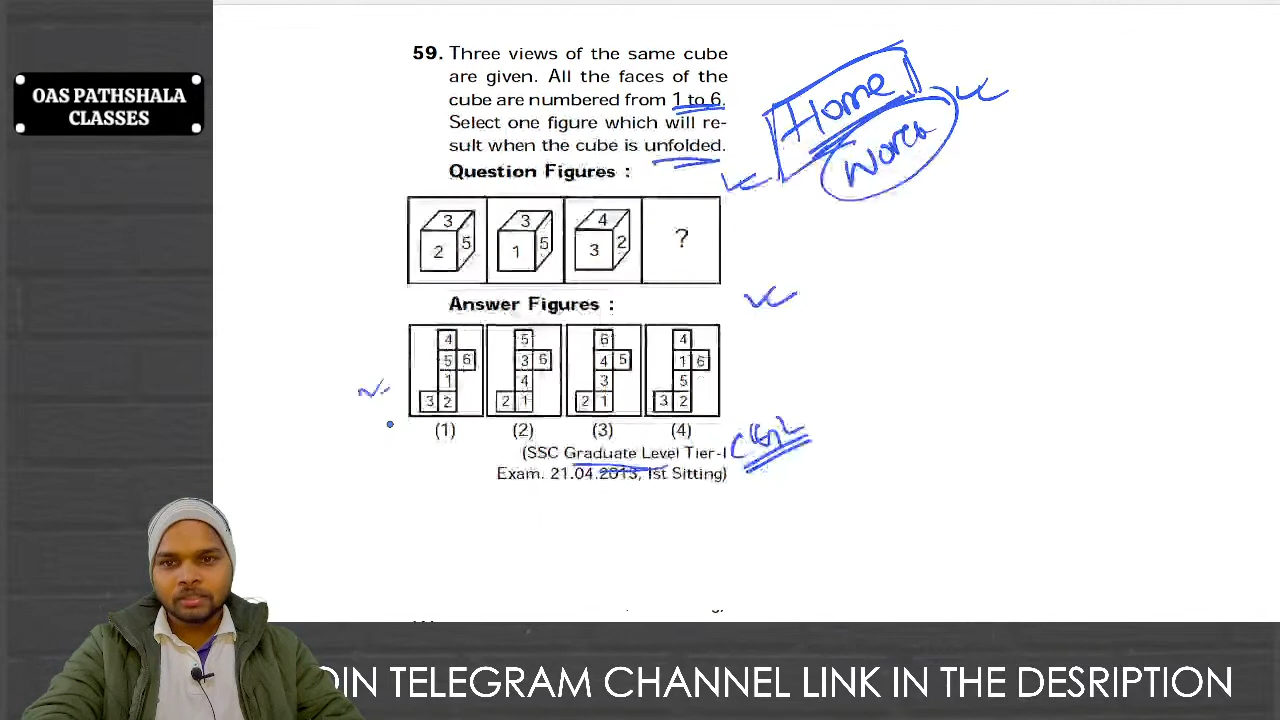 OAS PATHSHALA
CLASSES
59. Three views of the same cube
are given. All the faces of the
cube are numbered from 1 to 6.
Select one figure which will re-
sult when the cube is unfolded.
Question Figures :
3
2 5
3
1 5
4
3 2
?
Answer Figures :
4
5 6
1
3 2
5
3 6
4
2 1
6
4 5
3
2 1
4
1 6
5
3 2
(1) (2) (3) (4)
(SSC Graduate Level Tier-I
Exam. 21.04.2013, Ist Sitting)
Home
Work
OIN TELEGRAM CHANNEL LINK IN THE DESRIPTION